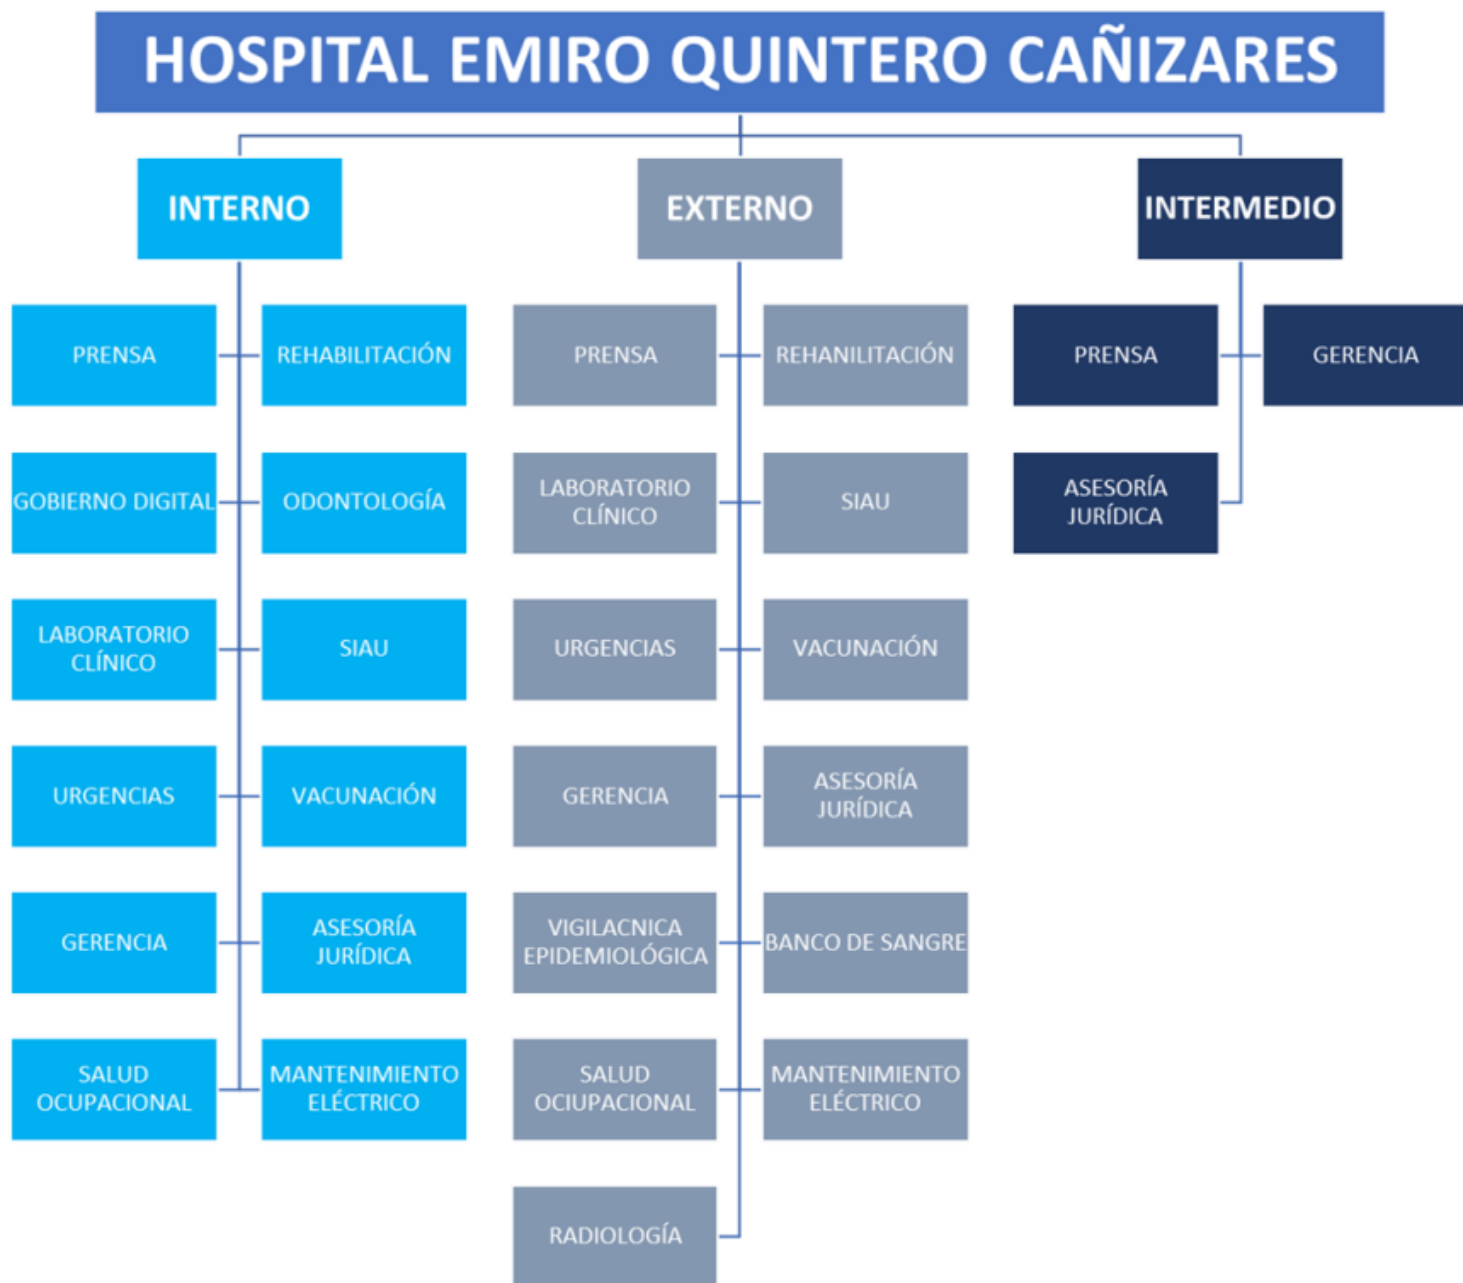 HOSPITAL EMIRO QUINTERO CAÑIZARES
INTERNO
PRENSA
REHABILITACIÓN
GOBIERNO DIGITAL
ODONTOLOGÍA
LABORATORIO
CLÍNICO
SIAU
URGENCIAS
VACUNACIÓN
GERENCIA
ASESORÍA
JURÍDICA
SALUD
OCUPACIONAL
MANTENIMIENTO
ELÉCTRICO
EXTERNO
PRENSA
REHANILITACIÓN
LABORATORIO
CLÍNICO
SIAU
URGENCIAS
VACUNACIÓN
GERENCIA
ASESORÍA
JURÍDICA
VIGILACNICA
EPIDEMIOLÓGICA
BANCO DE SANGRE
SALUD
OCIUPACIONAL
MANTENIMIENTO
ELÉCTRICO
RADIOLOGÍA
INTERMEDIO
PRENSA
GERENCIA
ASESORÍA
JURÍDICA